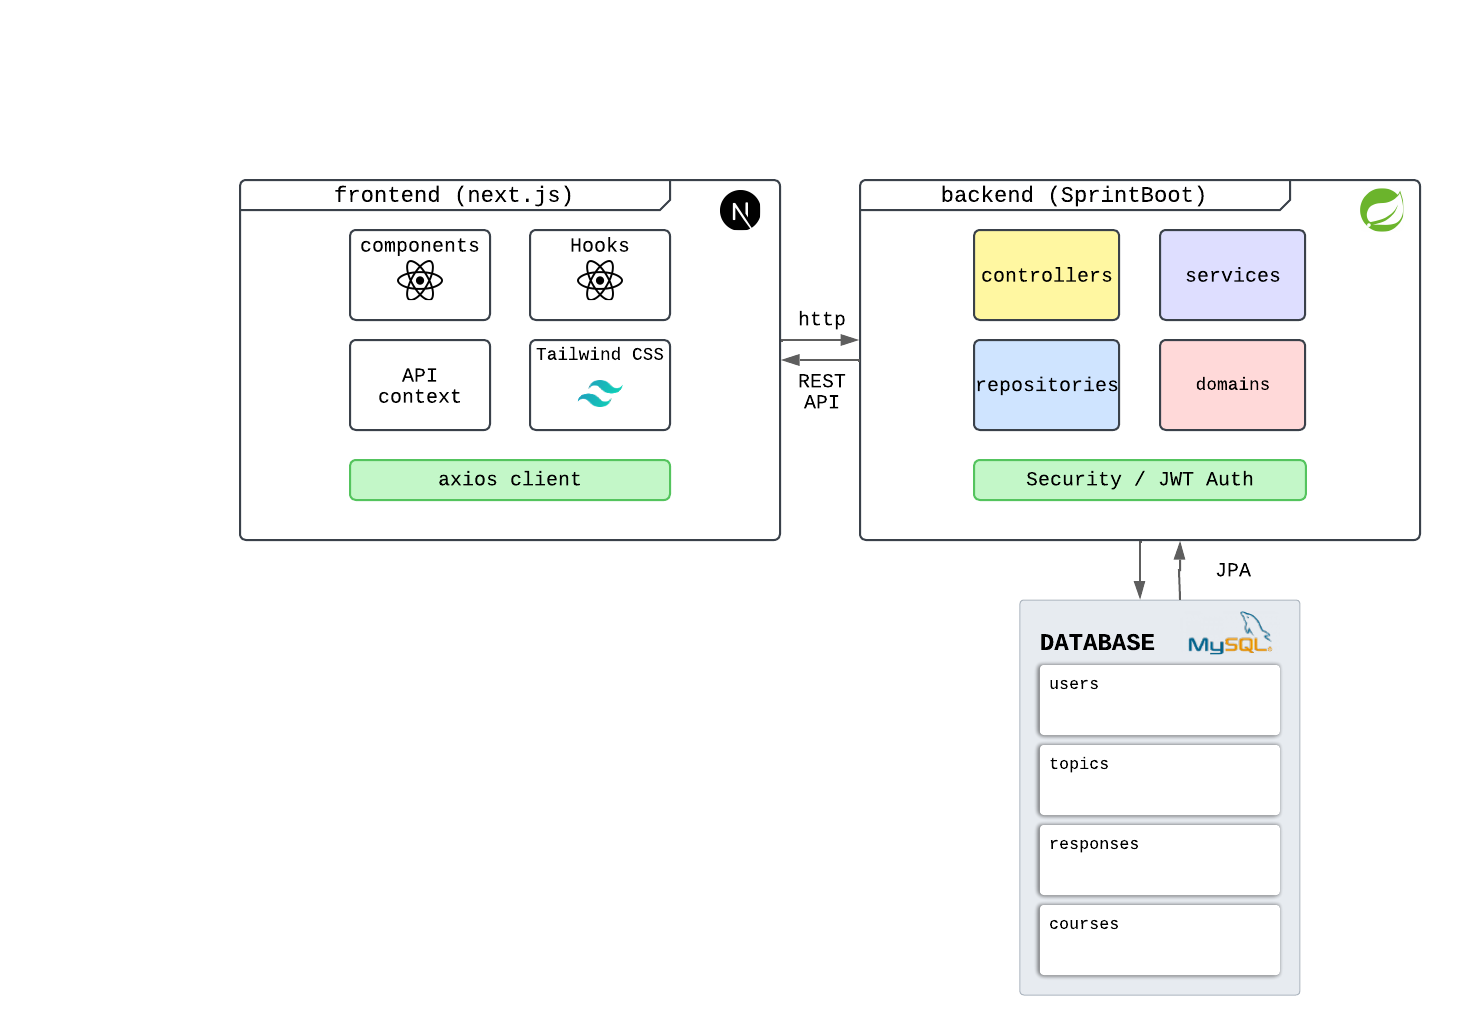 frontend (next.js)
N
components
Hooks
API
context
Tailwind CSS
axios client
http
REST
API
backend (SprintBoot)
controllers
services
repositories
domains
Security / JWT Auth
JPA
DATABASE
MySQL®
users
topics
responses
courses